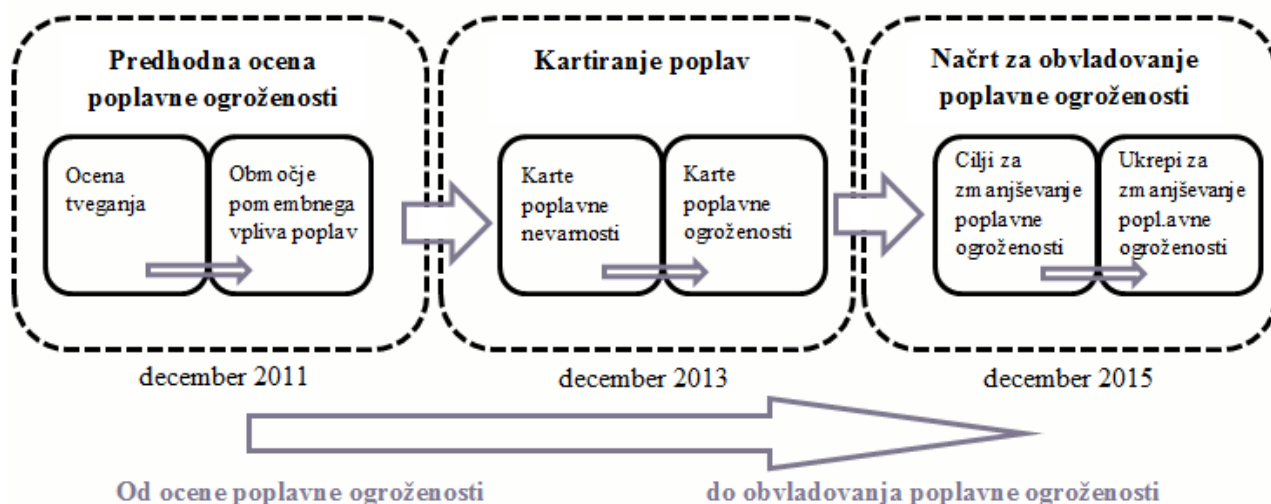 Predhodna ocena
poplavne ogroženosti
Ocena
tveganja
Območje
pomembnega
vpliva poplav
december 2011
Kartiranje poplav
Karte
poplavne
nevarnosti
Karte
poplavne
ogroženosti
december 2013
Načrt za obvladovanje
poplavne ogroženosti
Cilji za
zmanjševanje
poplavne
ogroženosti
Ukrepi za
zmanjševanje
popl.avne
ogroženosti
december 2015
Od ocene poplavne ogroženosti
do obvladovanja poplavne ogroženosti